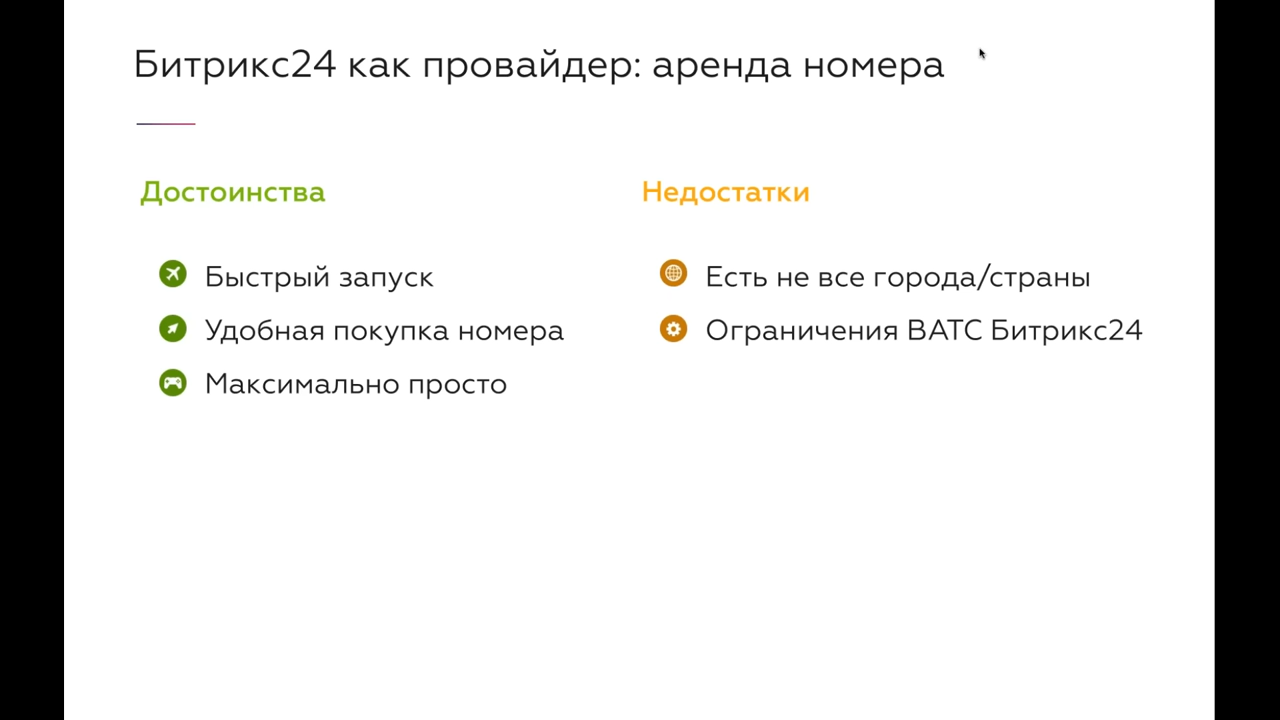 Битрикс24 как провайдер: аренда номера
Достоинства
Быстрый запуск
Удобная покупка номера
Максимально просто
Недостатки
Есть не все города/страны
Ограничения ВАТС Битрикс24